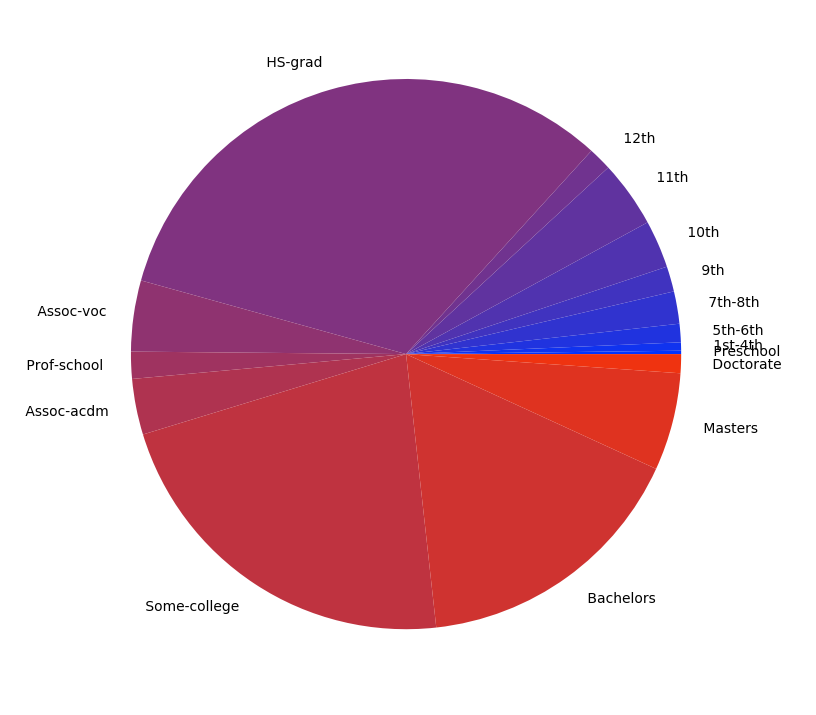 HS-grad
12th
11th
10th
9th
7th-8th
5th-6th
1st-4th
Preschool
Doctorate
Masters
Bachelors
Some-college
Assoc-acdm
Prof-school
Assoc-voc